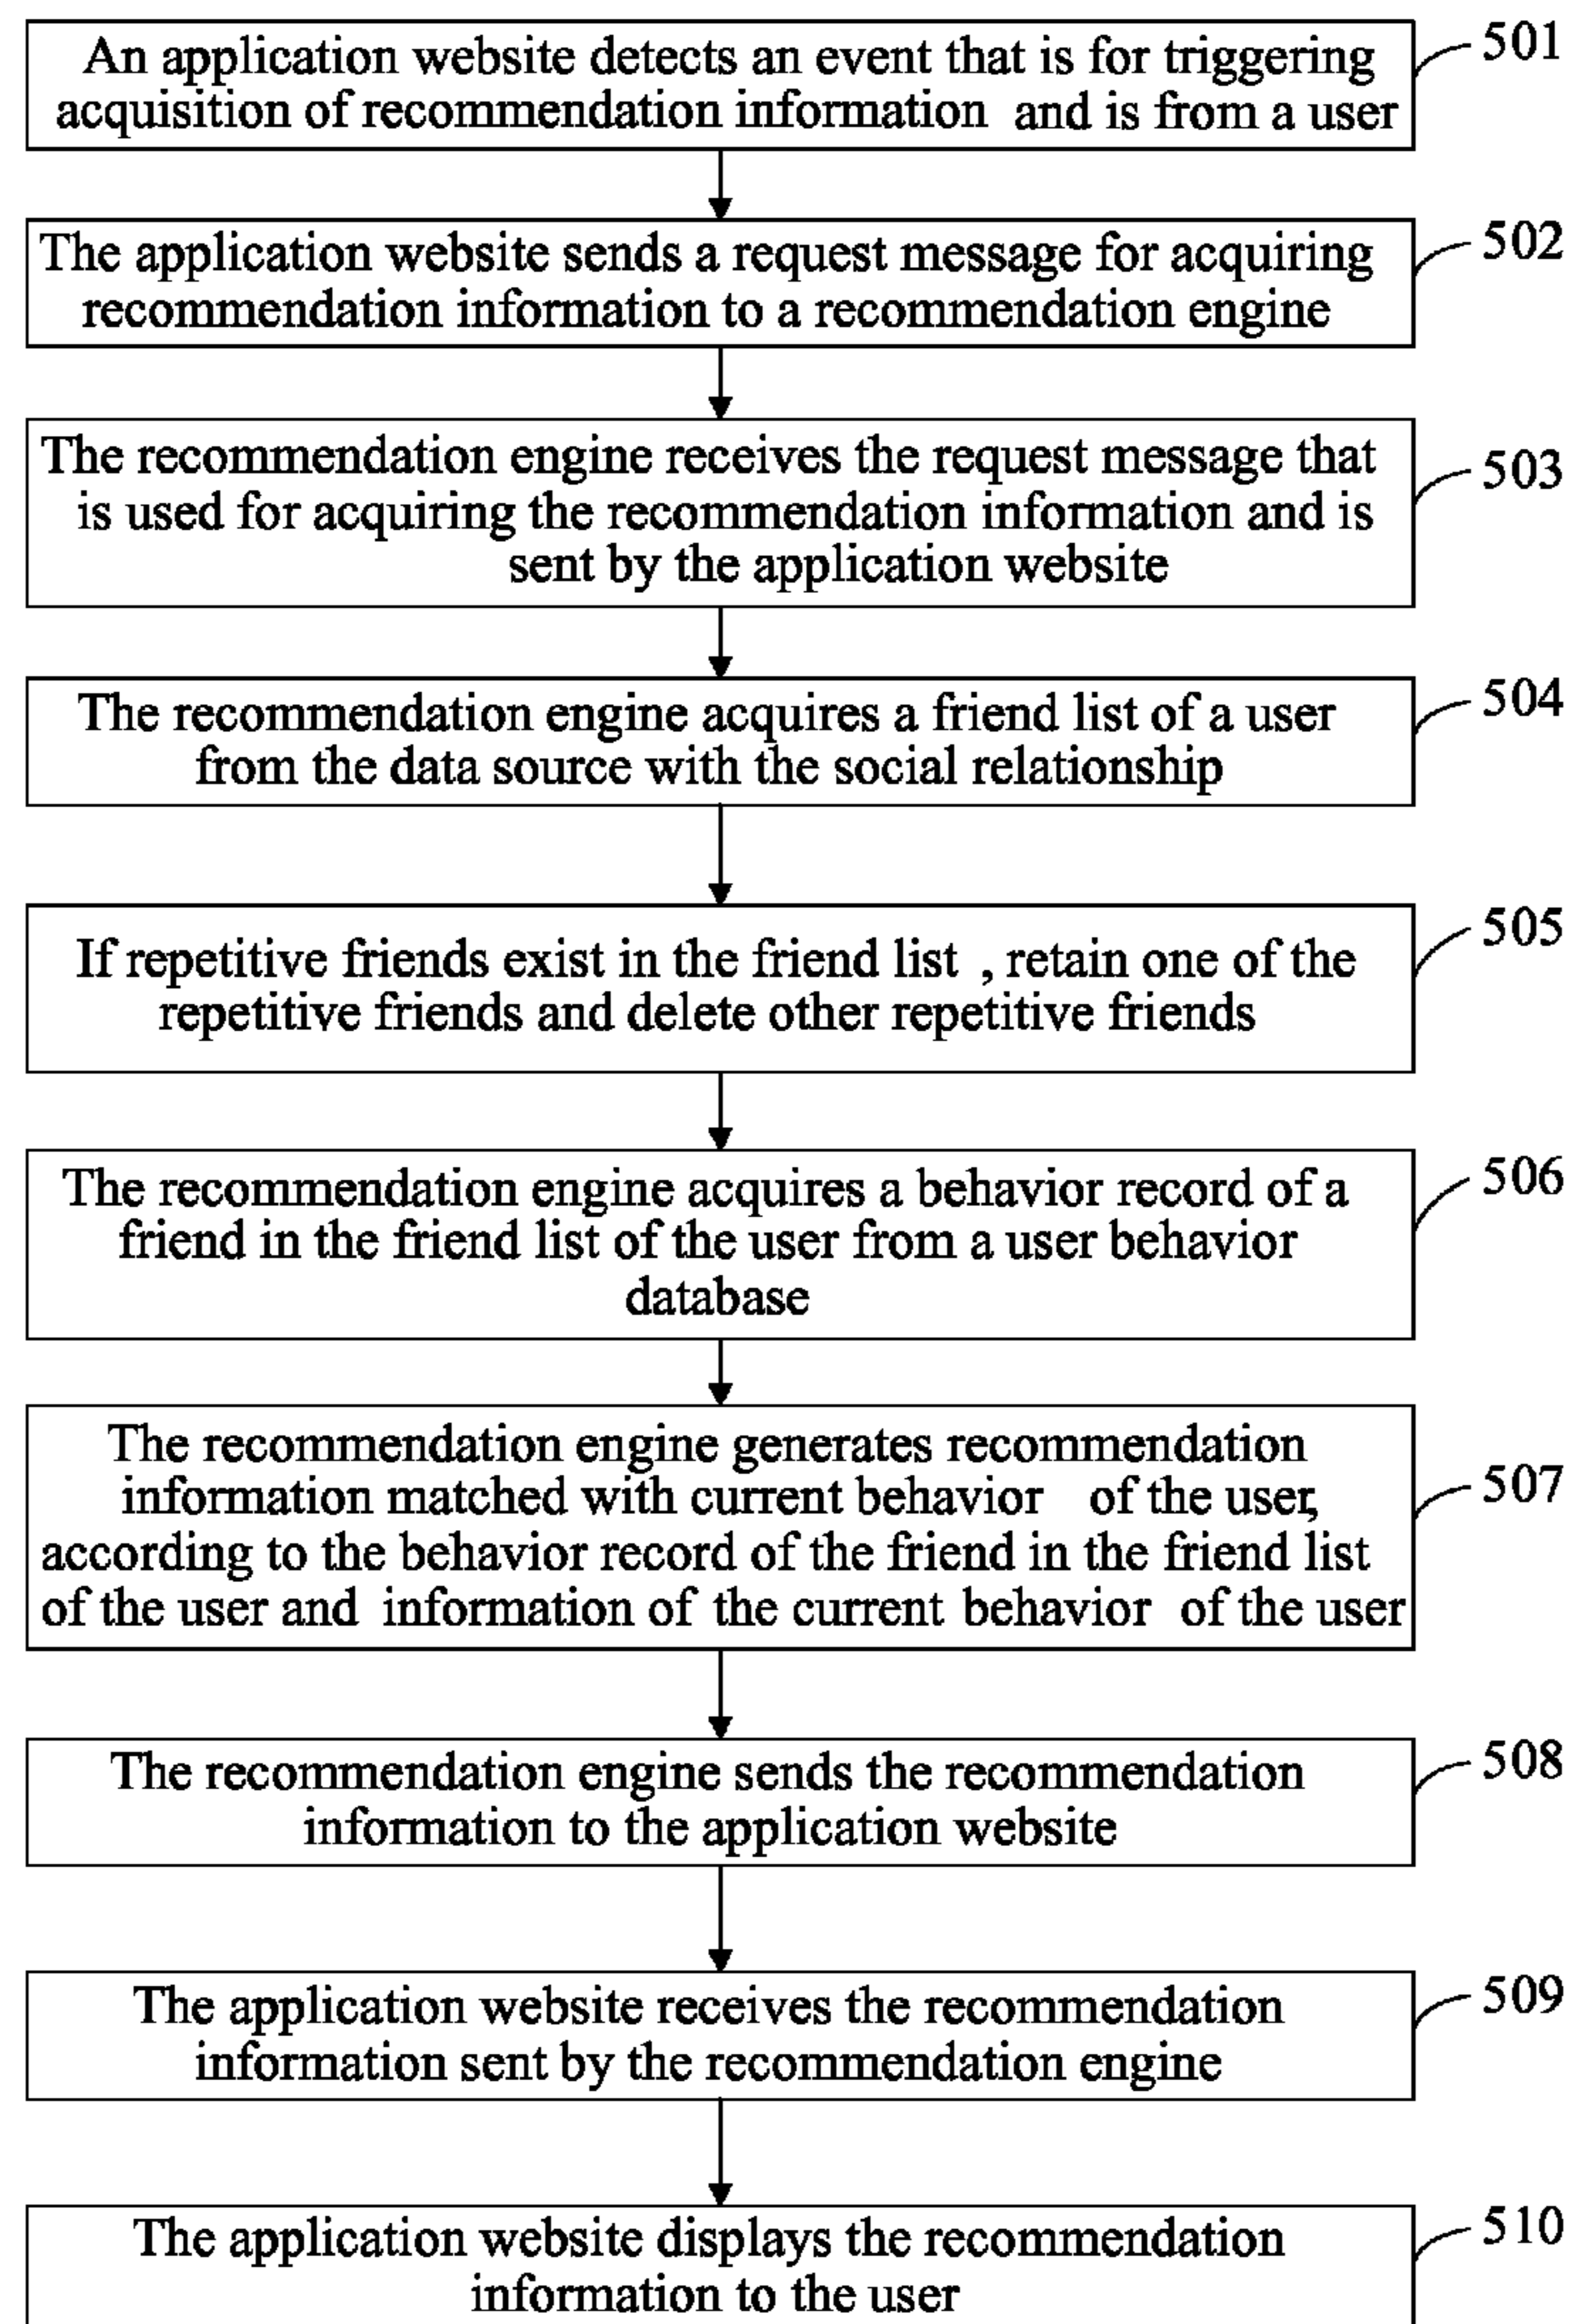 An application website detects an event that is for triggering
acquisition of recommendation information and is from a user
501
The application website sends a request message for acquiring
recommendation information to a recommendation engine
502
The recommendation engine receives the request message that
is used for acquiring the recommendation information and is
sent by the application website
503
The recommendation engine acquires a friend list of a user
from the data source with the social relationship
504
If repetitive friends exist in the friend list , retain one of the
repetitive friends and delete other repetitive friends
505
The recommendation engine acquires a behavior record of a
friend in the friend list of the user from a user behavior
database
506
The recommendation engine generates recommendation
information matched with current behavior of the user,
according to the behavior record of the friend in the friend list
of the user and information of the current behavior of the user
507
The recommendation engine sends the recommendation
information to the application website
508
The application website receives the recommendation
information sent by the recommendation engine
509
The application website displays the recommendation
information to the user
510